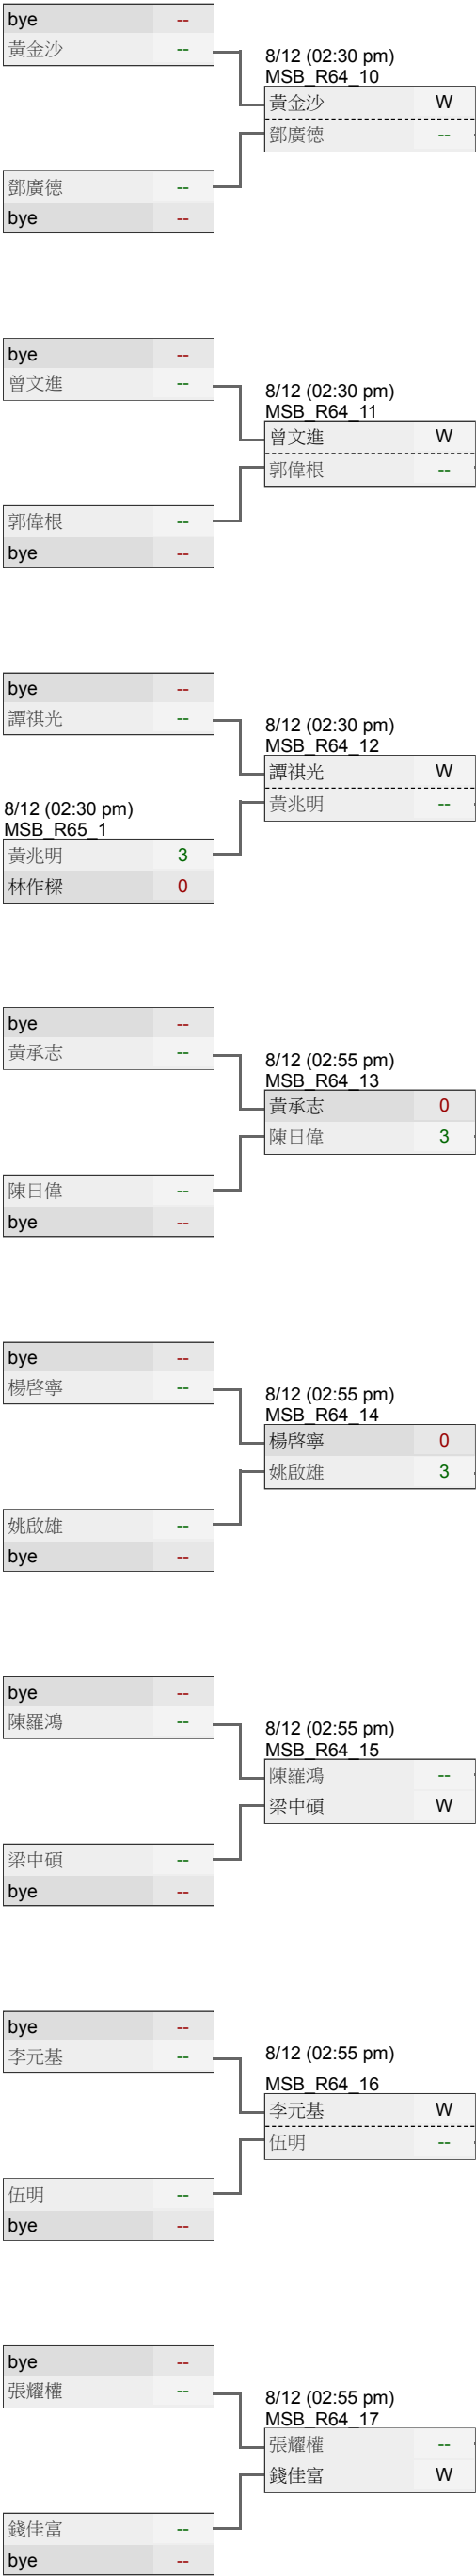 bye --
黃金沙 --
8/12 (02:30 pm)
MSB_R64_10
黃金沙 W
鄧廣德 --
鄧廣德 --
bye --
bye --
曾文進 --
8/12 (02:30 pm)
MSB_R64_11
曾文進 W
郭偉根 --
郭偉根 --
bye --
bye --
譚祺光 --
8/12 (02:30 pm)
MSB_R64_12
譚祺光 W
黃兆明 --
8/12 (02:30 pm)
MSB_R65_1
黃兆明 3
林作樑 0
bye --
黃承志 --
8/12 (02:55 pm)
MSB_R64_13
黃承志 0
陳日偉 3
陳日偉 --
bye --
bye --
楊啓寧 --
8/12 (02:55 pm)
MSB_R64_14
楊啓寧 0
姚啟雄 3
姚啟雄 --
bye --
bye --
陳羅鴻 --
8/12 (02:55 pm)
MSB_R64_15
陳羅鴻 --
梁中碩 W
梁中碩 --
bye --
bye --
李元基 --
8/12 (02:55 pm)
MSB_R64_16
李元基 W
伍明 --
伍明 --
bye --
bye --
張耀權 --
8/12 (02:55 pm)
MSB_R64_17
張耀權 --
錢佳富 W
錢佳富 --
bye --